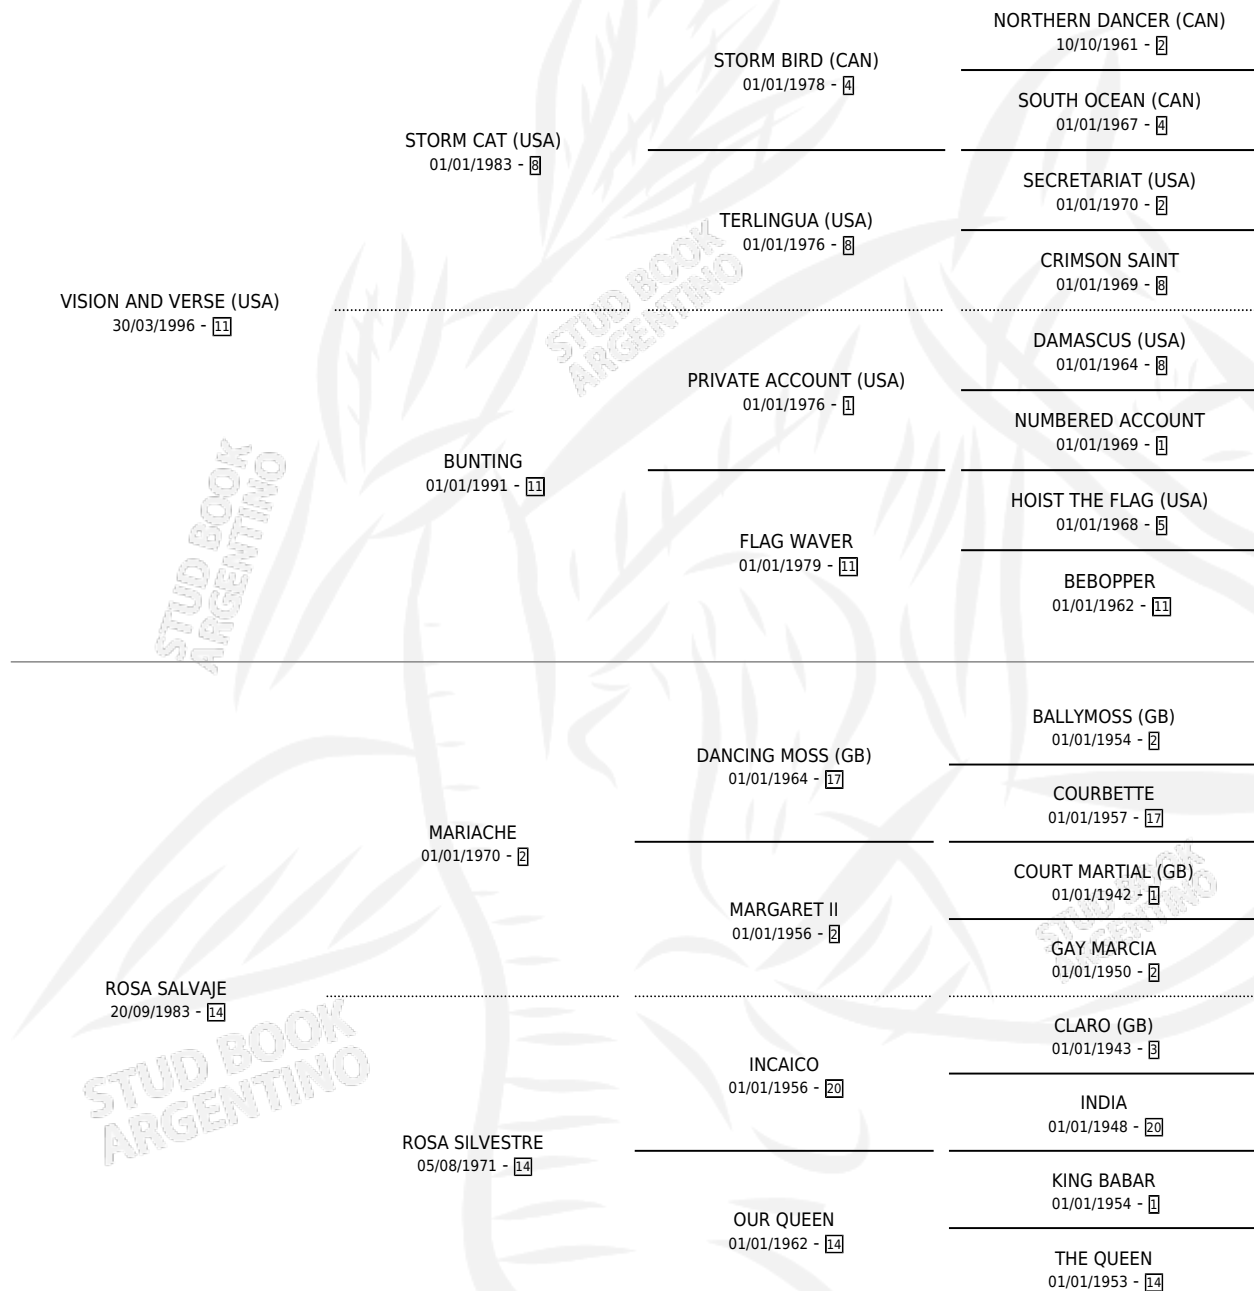 NORTHERN DANCER (CAN)
10/10/1961 - 2
STORM BIRD (CAN)
01/01/1978 - 4
SOUTH OCEAN (CAN)
01/01/1967 - 4
STORM CAT (USA)
01/01/1983 - 8
SECRETARIAT (USA)
01/01/1970 - 2
TERLINGUA (USA)
01/01/1976 - 8
CRIMSON SAINT
01/01/1969 - 8
VISION AND VERSE (USA)
30/03/1996 - 11
STUD BOOK
ARGENTINO
DAMASCUS (USA)
01/01/1964 - 8
PRIVATE ACCOUNT (USA)
01/01/1976 - 1
NUMBERED ACCOUNT
01/01/1969 - 1
BUNTING
01/01/1991 - 11
HOIST THE FLAG (USA)
01/01/1968 - 5
FLAG WAVER
01/01/1979 - 11
BEBOPPER
01/01/1962 - 11
STUD BOOK
ARGENTINO
BALLYMOSS (GB)
01/01/1954 - 2
DANCING MOSS (GB)
01/01/1964 - 17
COURBETTE
01/01/1957 - 17
MARIACHE
01/01/1970 - 2
COURT MARTIAL (GB)
01/01/1942 - 1
MARGARET II
01/01/1956 - 2
STUD BOOK
ARGENTINO
GAY MARCIA
01/01/1950 - 2
ROSA SALVAJE
20/09/1983 - 14
CLARO (GB)
01/01/1943 - 3
INCAICO
01/01/1956 - 20
INDIA
01/01/1948 - 20
STUD BOOK
ARGENTINO
ROSA SILVESTRE
05/08/1971 - 14
KING BABAR
01/01/1954 - 1
OUR QUEEN
01/01/1962 - 14
THE QUEEN
01/01/1953 - 14